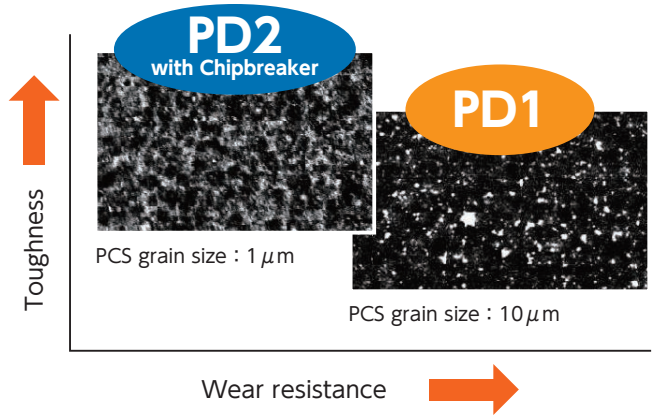 PD2
with Chipbreaker
PD1
Toughness
PCS grain size：1μm
PCS grain size：10μm
Wear resistance